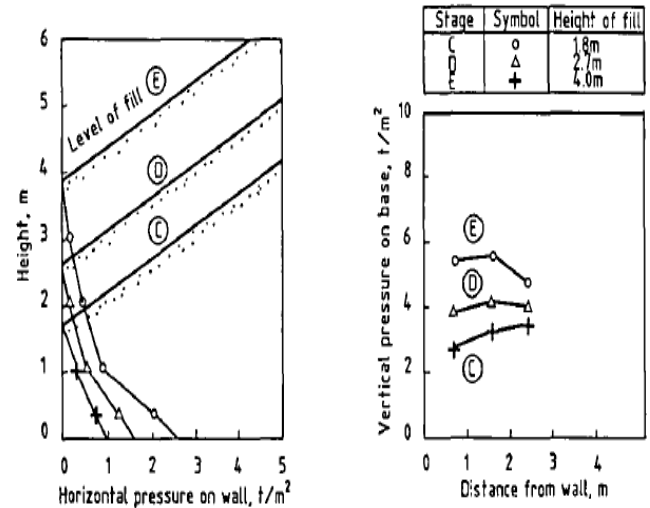 Stage Symbol Height of fill
C 1.8m
D 2.7m
E 4.0m
6
5
4
3
2
1
0
Height, m
Level of fill E
D
C
0 1 2 3 4 5
Horizontal pressure on wall, t/m²
10
8
6
4
2
0
Vertical pressure on base, t/m²
E
D
C
0 1 2 3 4
Distance from wall, m